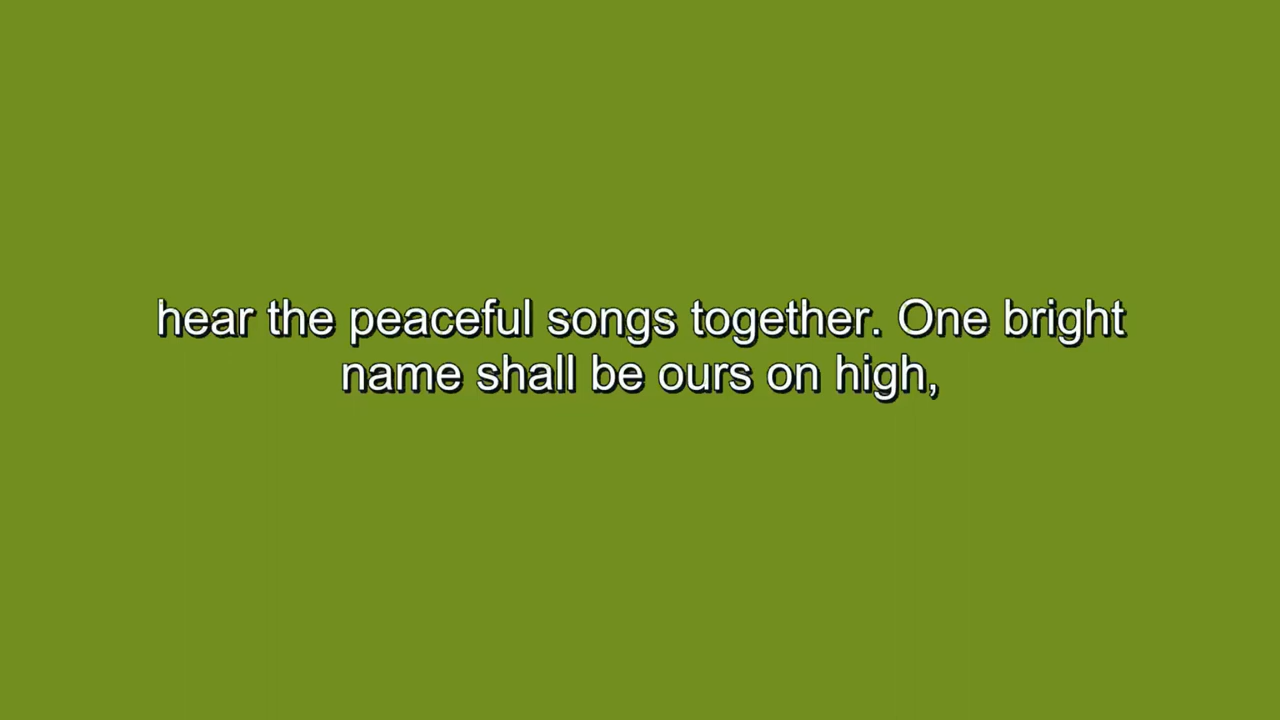 hear the peaceful songs together. One bright
name shall be ours on high,